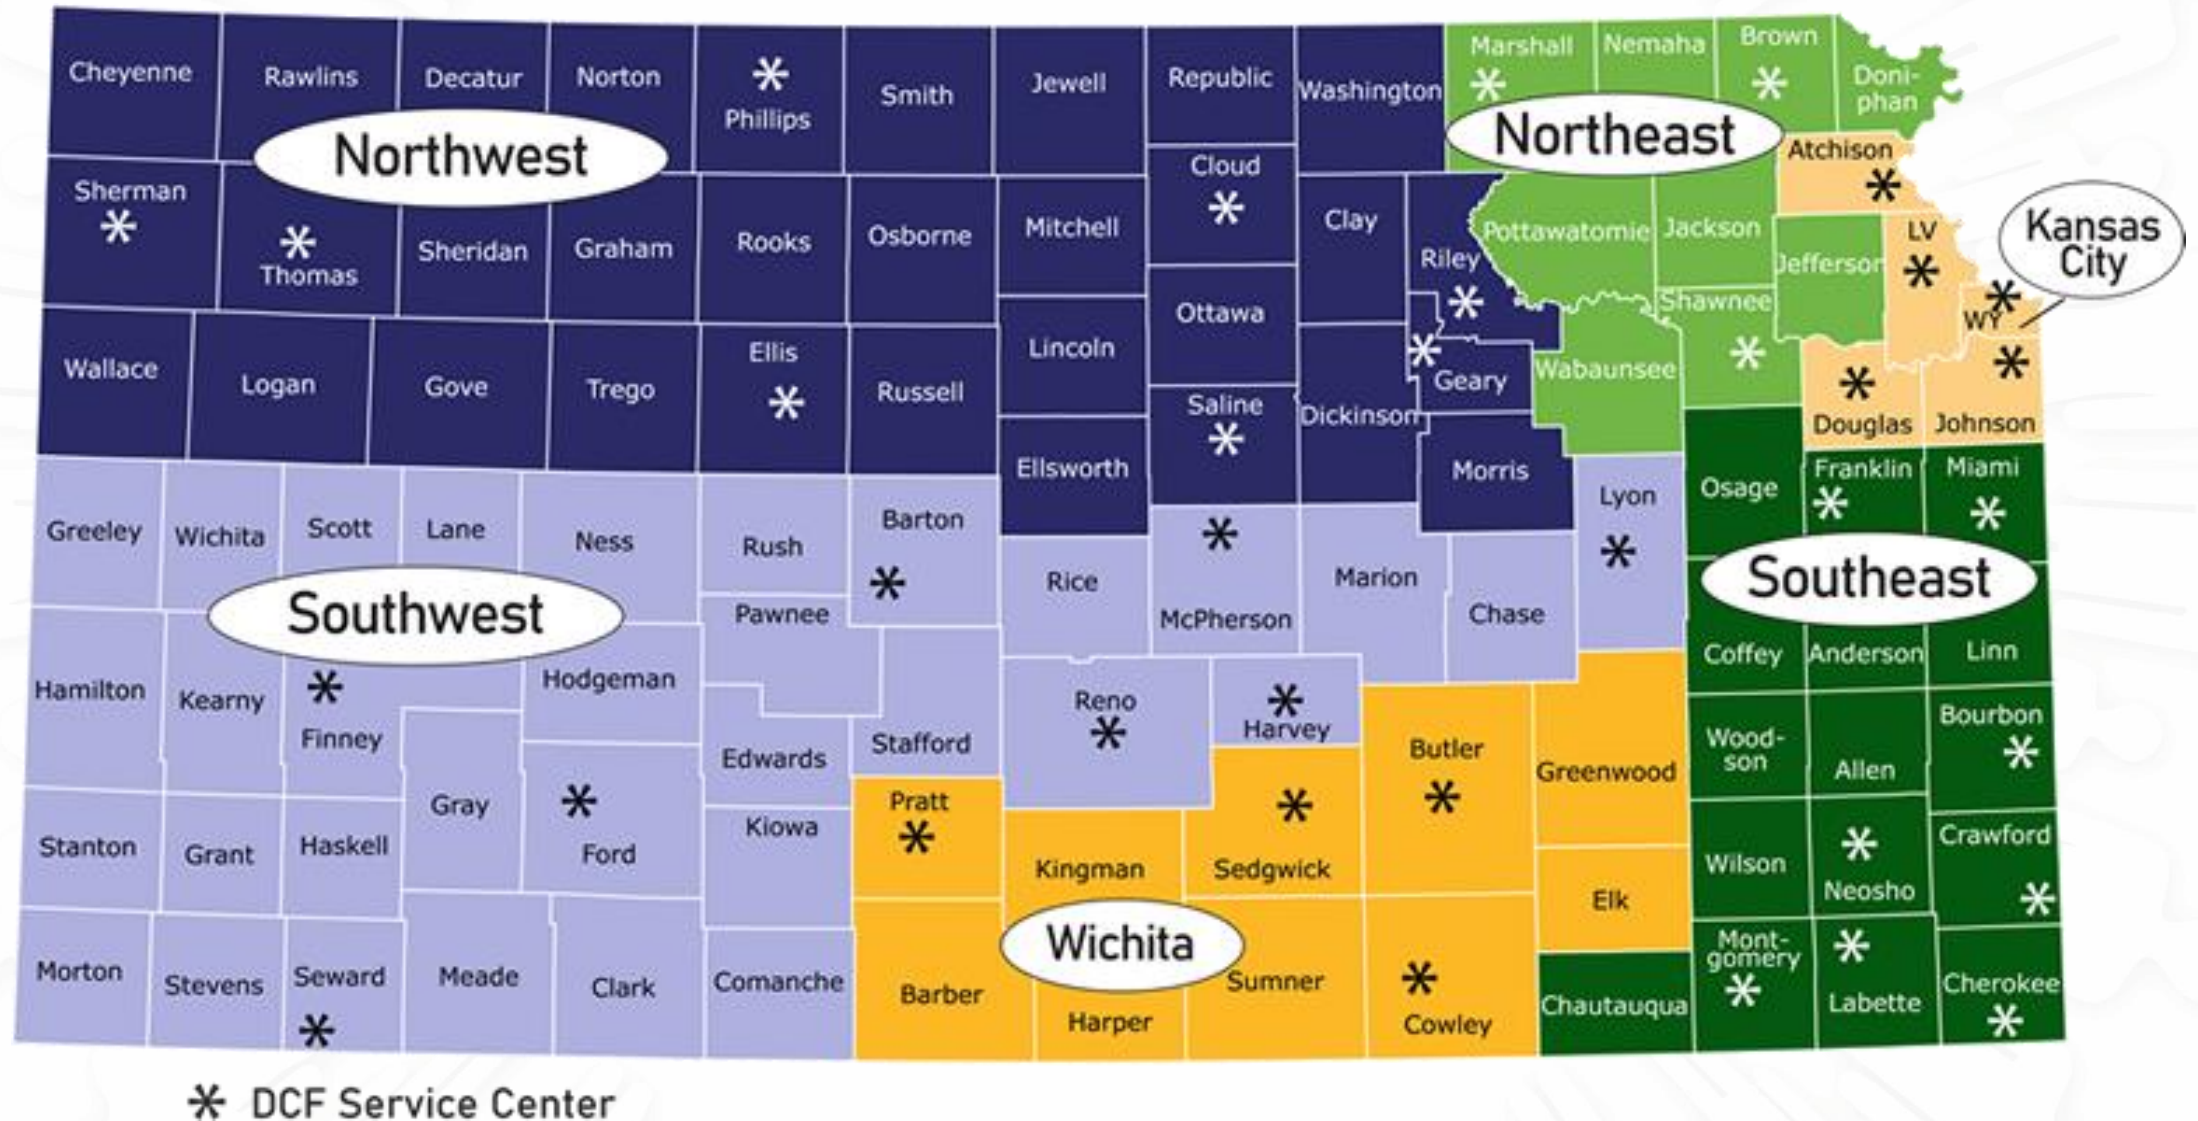 Cheyenne
Rawlins
Decatur
Norton
Phillips
Smith
Jewell
Republic
Washington
Marshall
Nemaha
Brown
Doni-
phan
Northwest
Northeast
Atchison
Sherman
Thomas
Sheridan
Graham
Rooks
Osborne
Mitchell
Cloud
Clay
Riley
Pottawatomie
Jackson
Jefferson
LV
Kansas
City
WY
Wallace
Logan
Gove
Trego
Ellis
Russell
Lincoln
Ottawa
Saline
Dickinson
Geary
Wabaunsee
Shawnee
Douglas
Johnson
Ellsworth
Morris
Greeley
Wichita
Scott
Lane
Ness
Rush
Barton
Rice
McPherson
Marion
Chase
Lyon
Osage
Franklin
Miami
Southwest
Southeast
Pawnee
Hamilton
Kearny
Finney
Hodgeman
Stafford
Reno
Harvey
Coffey
Anderson
Linn
Edwards
Butler
Greenwood
Wood-
son
Allen
Bourbon
Stanton
Grant
Haskell
Gray
Ford
Kiowa
Pratt
Kingman
Sedgwick
Elk
Wilson
Neosho
Crawford
Wichita
Morton
Stevens
Seward
Meade
Clark
Comanche
Barber
Harper
Sumner
Cowley
Chautauqua
Mont-
gomery
Labette
Cherokee
* DCF Service Center